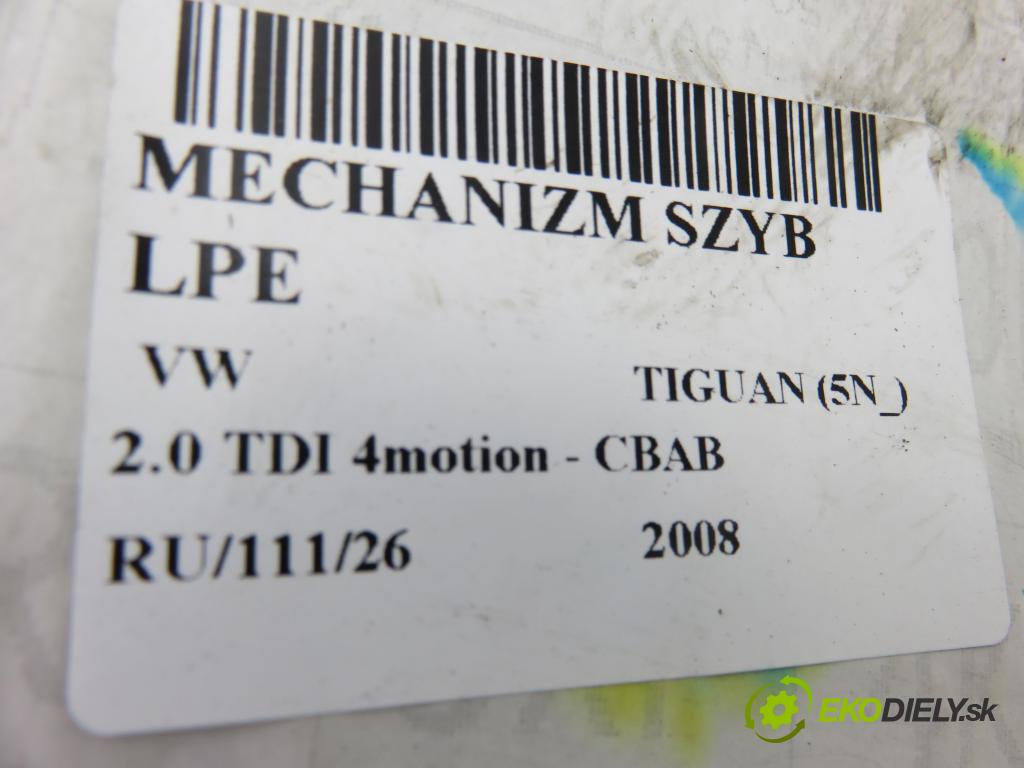 MECHANIZM SZYB
LPE
VW TIGUAN (5N_)
2.0 TDI 4motion - CBAB
RU/111/26 2008
EKODIELY.sk